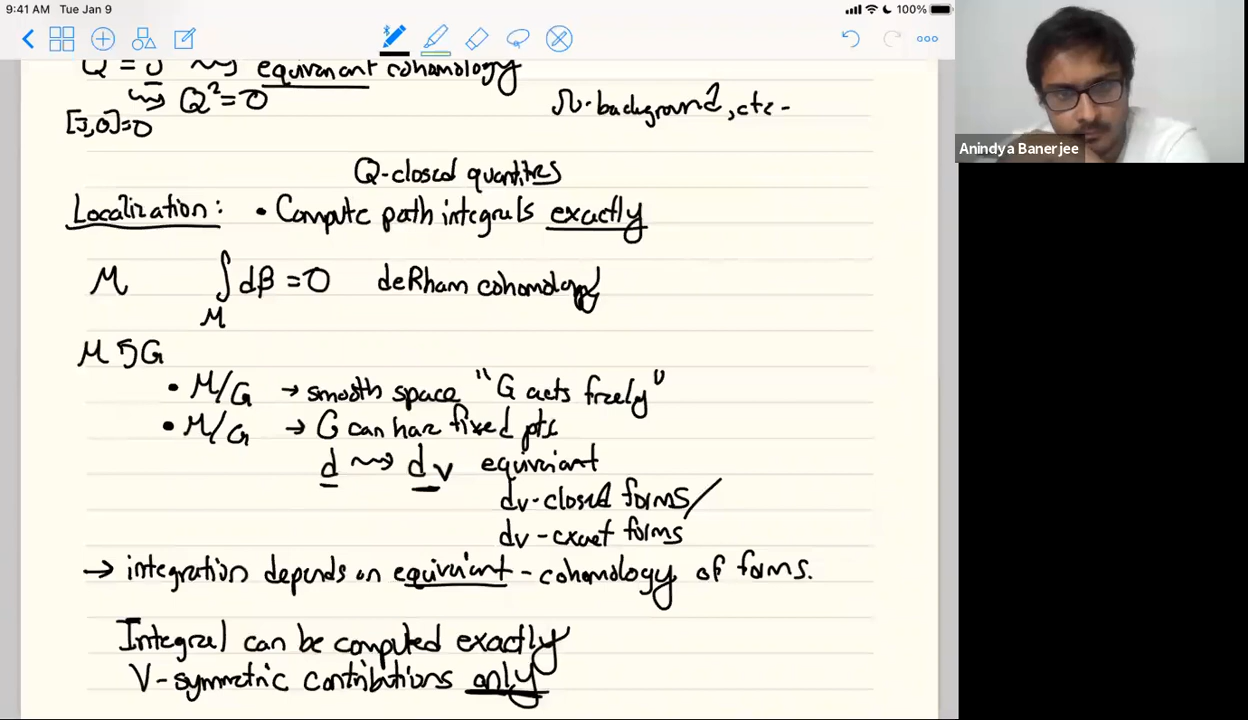 9:41 AM Tue Jan 9
100%
Q = equivariant cohomology
↝ Q² = 0
[J,Q]=0
Ω-background, etc -
Q-closed quantities
Localization: • Compute path integrals exactly
M ∫ dβ = 0 deRham cohomology
M
M ↺ G
• M/G → smooth space "G acts freely"
• M/G → G can have fixed pts
d ↝ dv equivariant
dv-closed forms/
dv-exact forms
→ integration depends on equivariant-cohomology of forms.
Integral can be computed exactly
V-symmetric contributions only
Anindya Banerjee